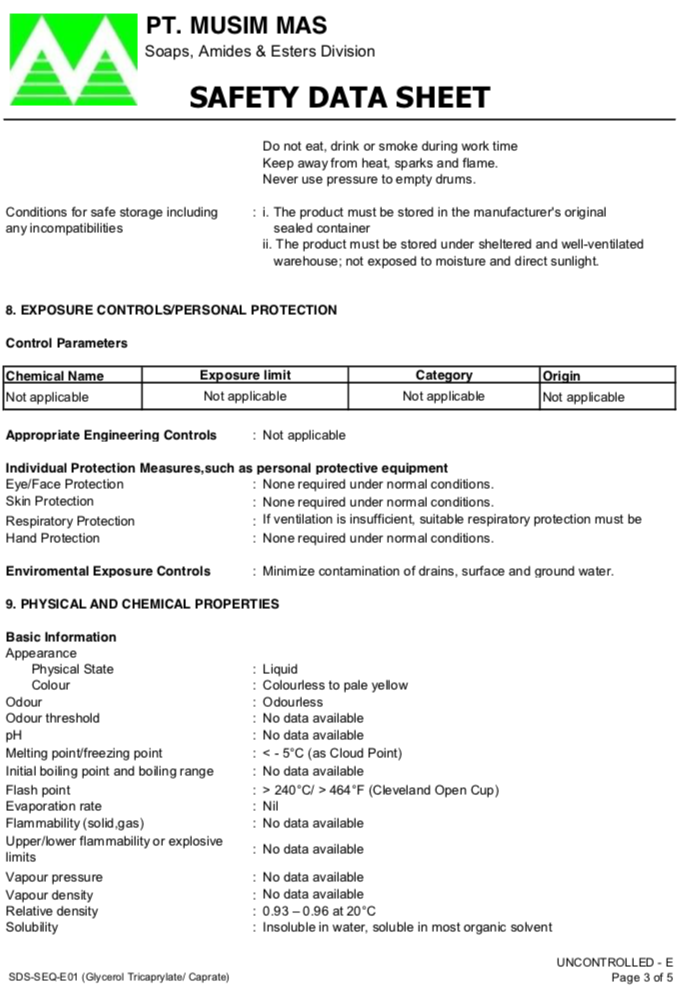 PT. MUSIM MAS
Soaps, Amides & Esters Division
SAFETY DATA SHEET
Do not eat, drink or smoke during work time
Keep away from heat, sparks and flame.
Never use pressure to empty drums.
Conditions for safe storage including : i. The product must be stored in the manufacturer's original
any incompatibilities sealed container
ii. The product must be stored under sheltered and well-ventilated
warehouse; not exposed to moisture and direct sunlight.
8. EXPOSURE CONTROLS/PERSONAL PROTECTION
Control Parameters
Chemical Name Exposure limit Category Origin
Not applicable Not applicable Not applicable Not applicable
Appropriate Engineering Controls : Not applicable
Individual Protection Measures,such as personal protective equipment
Eye/Face Protection : None required under normal conditions.
Skin Protection : None required under normal conditions.
Respiratory Protection : If ventilation is insufficient, suitable respiratory protection must be
Hand Protection : None required under normal conditions.
Enviromental Exposure Controls : Minimize contamination of drains, surface and ground water.
9. PHYSICAL AND CHEMICAL PROPERTIES
Basic Information
Appearance
Physical State : Liquid
Colour : Colourless to pale yellow
Odour : Odourless
Odour threshold : No data available
pH : No data available
Melting point/freezing point : < - 5°C (as Cloud Point)
Initial boiling point and boiling range : No data available
Flash point : > 240°C/ > 464°F (Cleveland Open Cup)
Evaporation rate : Nil
Flammability (solid,gas) : No data available
Upper/lower flammability or explosive
limits : No data available
Vapour pressure : No data available
Vapour density : No data available
Relative density : 0.93 – 0.96 at 20°C
Solubility : Insoluble in water, soluble in most organic solvent
UNCONTROLLED - E
SDS-SEQ-E01 (Glycerol Tricaprylate/ Caprate) Page 3 of 5